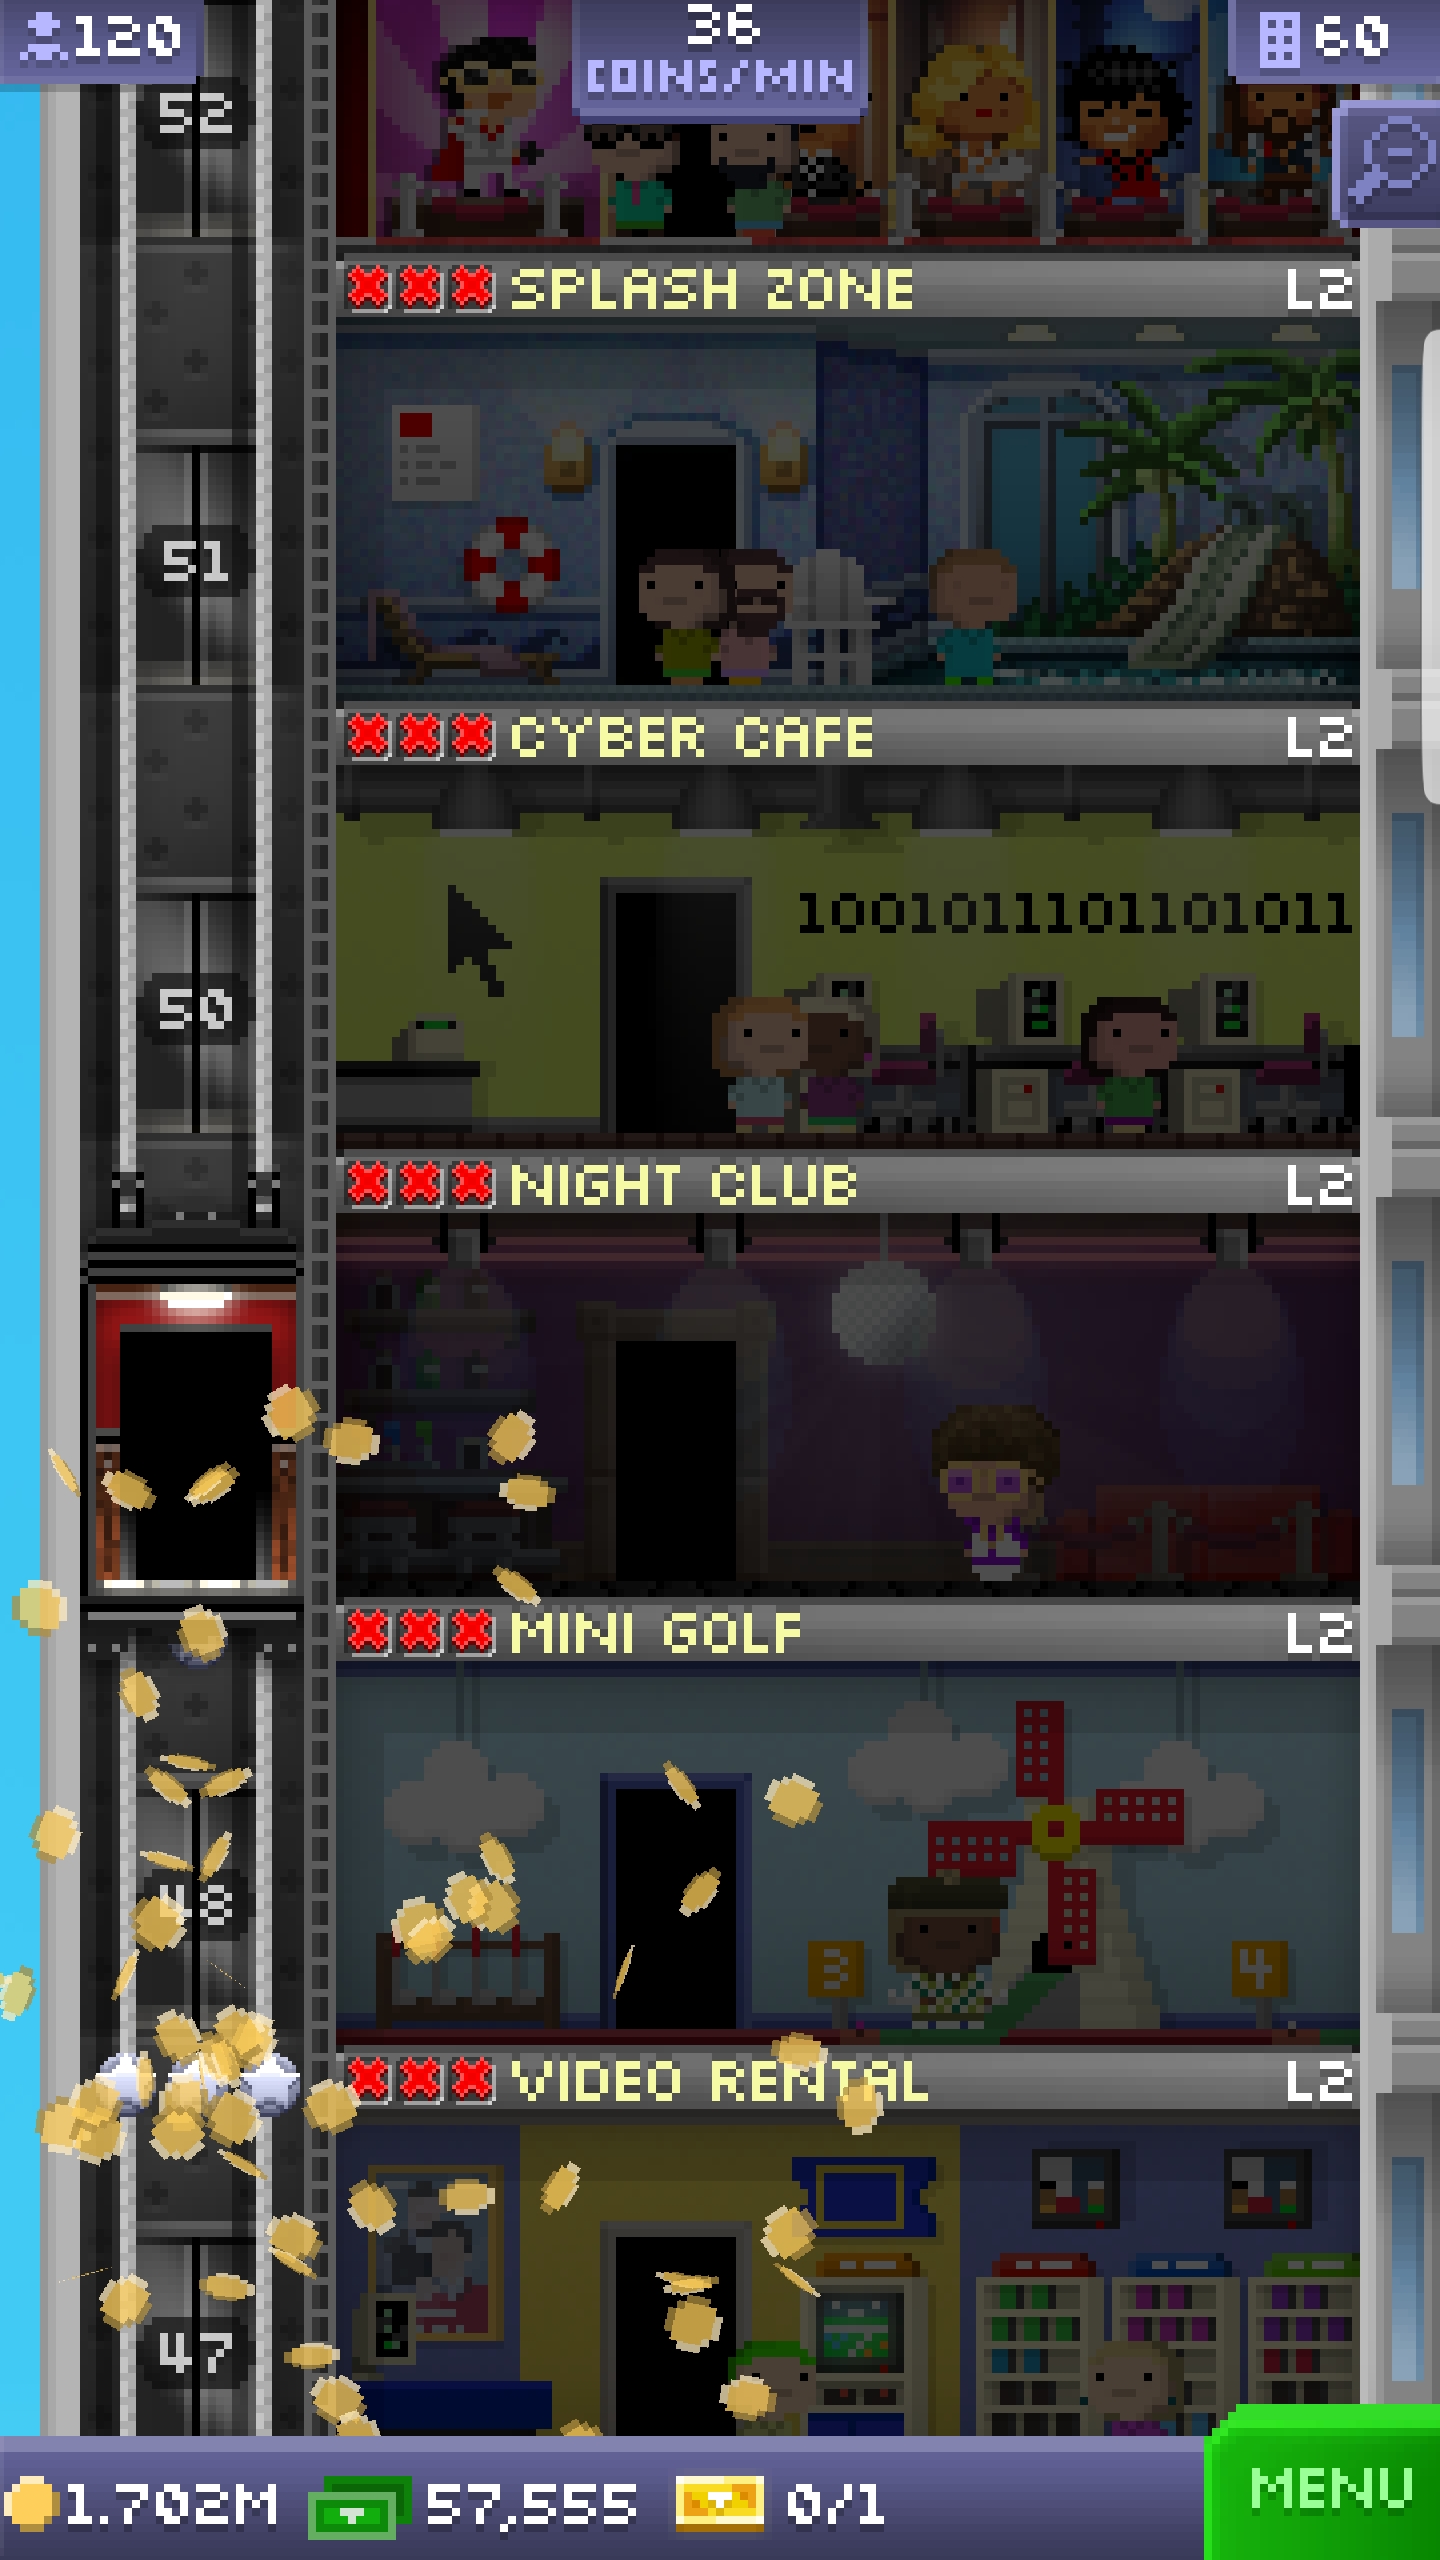 120
36
COINS/MIN
60
52
SPLASH ZONE L2
51
CYBER CAFE L2
1001011101101011
50
NIGHT CLUB L2
MINI GOLF L2
48
3
4
VIDEO RENTAL L2
47
1.702M
57,555
0/1
MENU